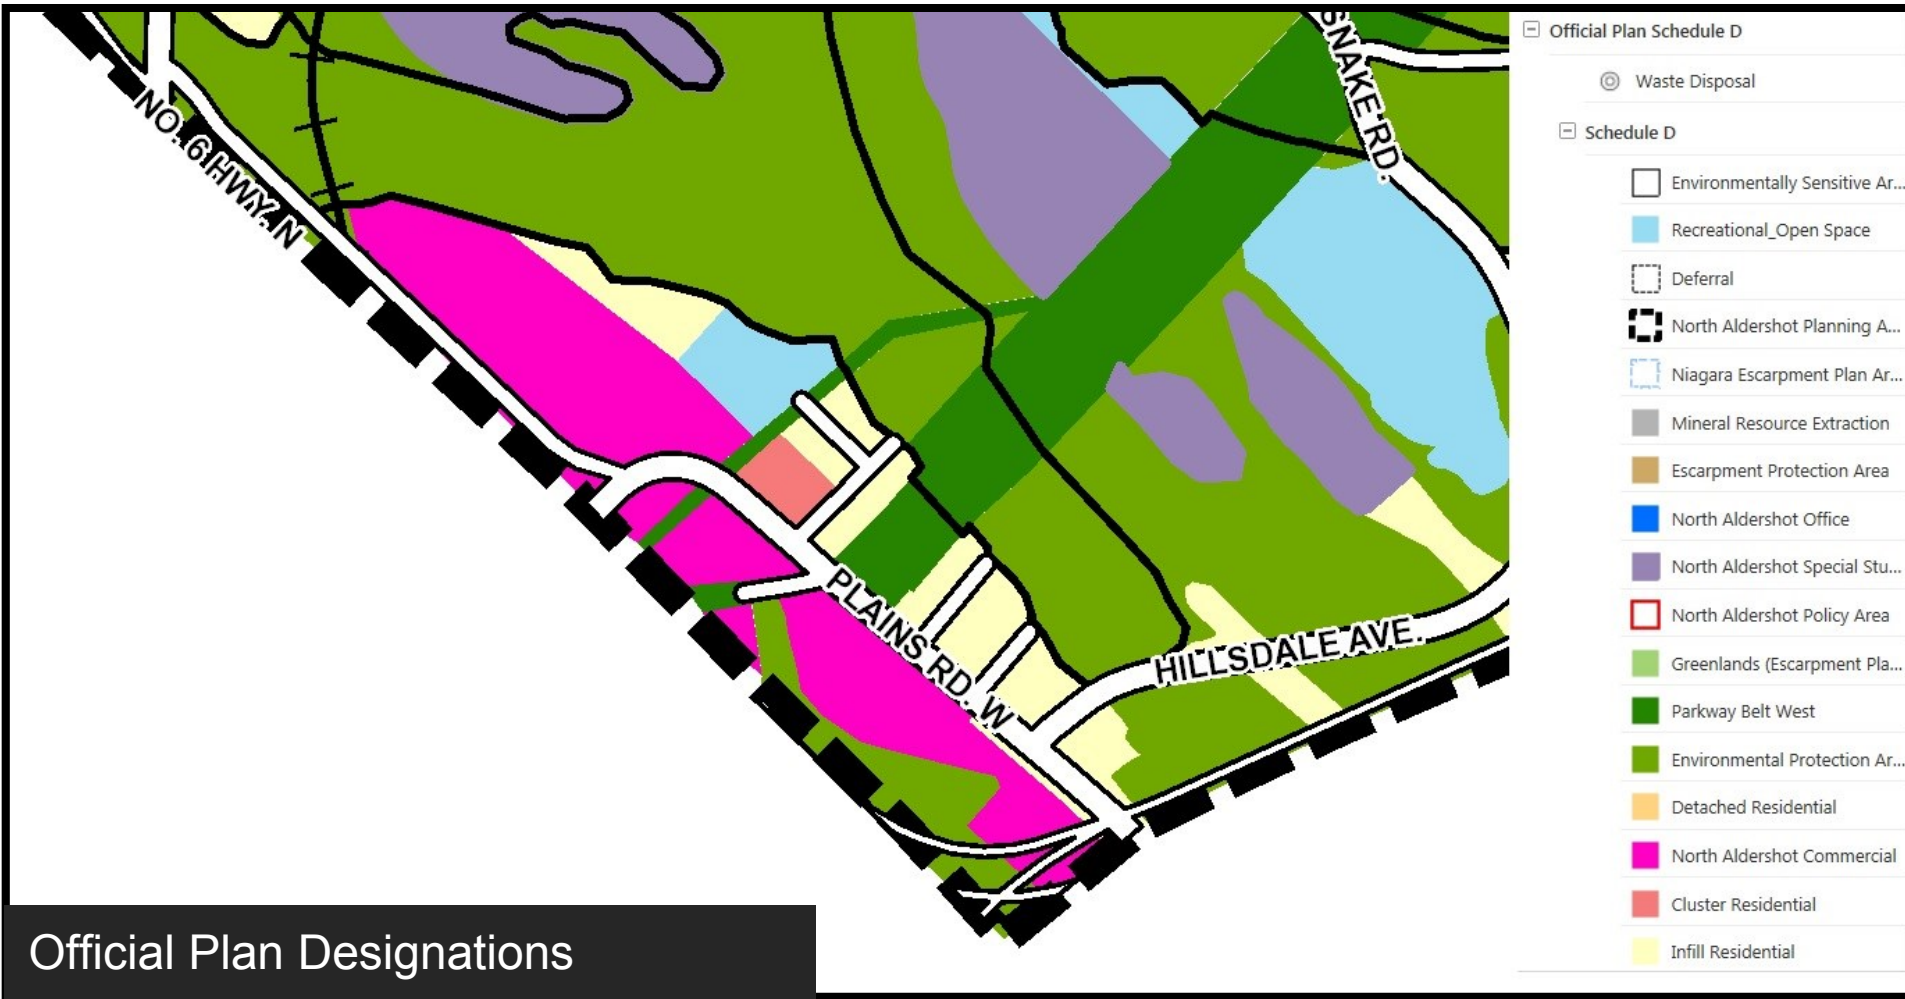 NO. 6 HWY. N
SNAKE RD.
PLAINS RD. W
HILLSDALE AVE.
Official Plan Designations
Official Plan Schedule D
Waste Disposal
Schedule D
Environmentally Sensitive Ar...
Recreational_Open Space
Deferral
North Aldershot Planning A...
Niagara Escarpment Plan Ar...
Mineral Resource Extraction
Escarpment Protection Area
North Aldershot Office
North Aldershot Special Stu...
North Aldershot Policy Area
Greenlands (Escarpment Pla...
Parkway Belt West
Environmental Protection Ar...
Detached Residential
North Aldershot Commercial
Cluster Residential
Infill Residential